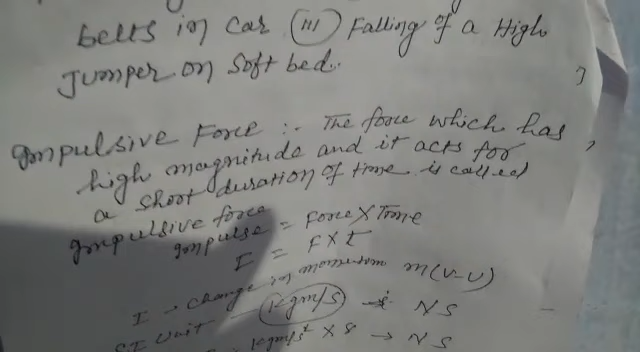 belts in Car (III) Falling of a High
Jumper on Soft bed.
Impulsive Force :- The force which has
high magnitude and it acts for
a short duration of time is called
Impulsive force
Impulse = Force X Time
I = F X t
I → change in momentum m(v-u)
SI Unit - Kgm/s → NS
Kgm/s² X s → NS